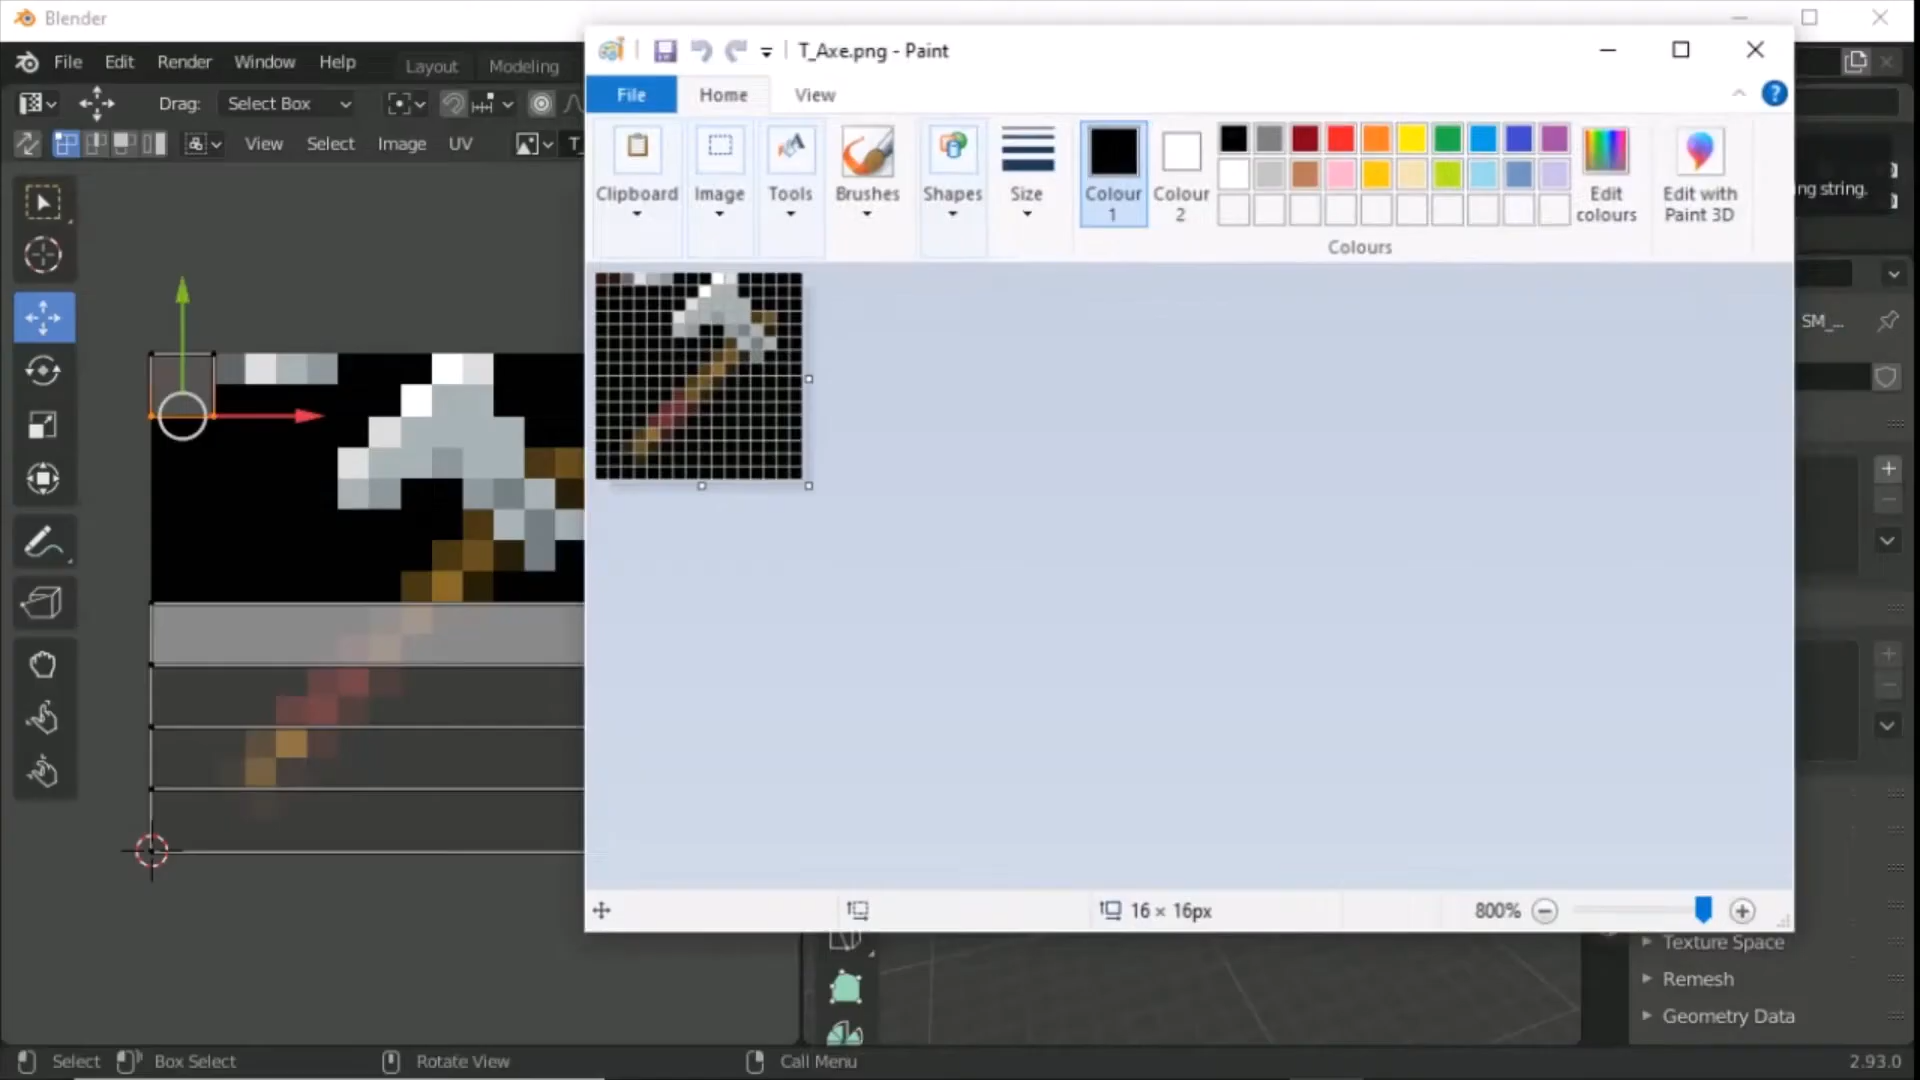 Blender
T_Axe.png - Paint
File Edit Render Window Help Layout Modeling
File Home View
Drag: Select Box
View Select Image UV
Clipboard Image Tools Brushes Shapes Size Colour 1 Colour 2 Edit colours Edit with Paint 3D
Colours
ng string.
SM_...
16 × 16px 800%
Texture Space
Remesh
Geometry Data
Select Box Select Rotate View Call Menu 2.93.0